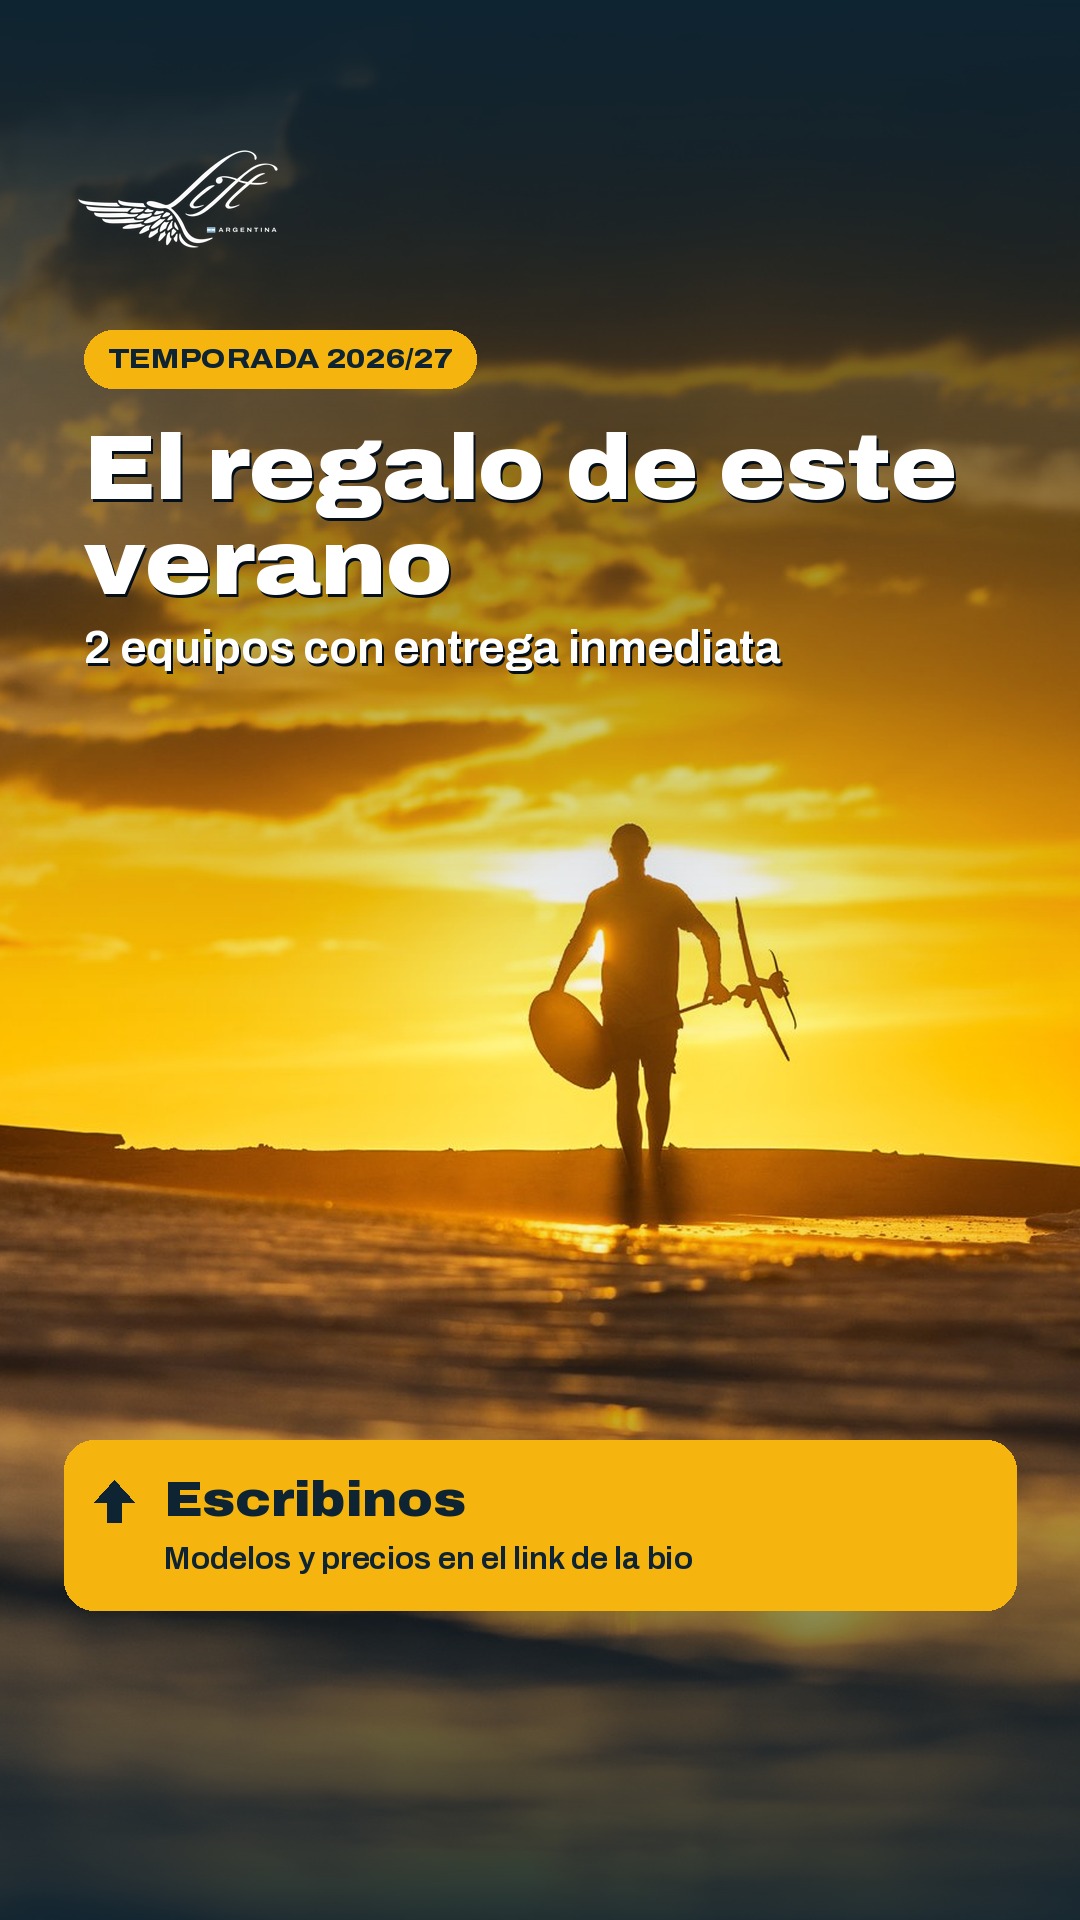 Lift
ARGENTINA
TEMPORADA 2026/27
El regalo de este
verano
2 equipos con entrega inmediata
Escribinos
Modelos y precios en el link de la bio